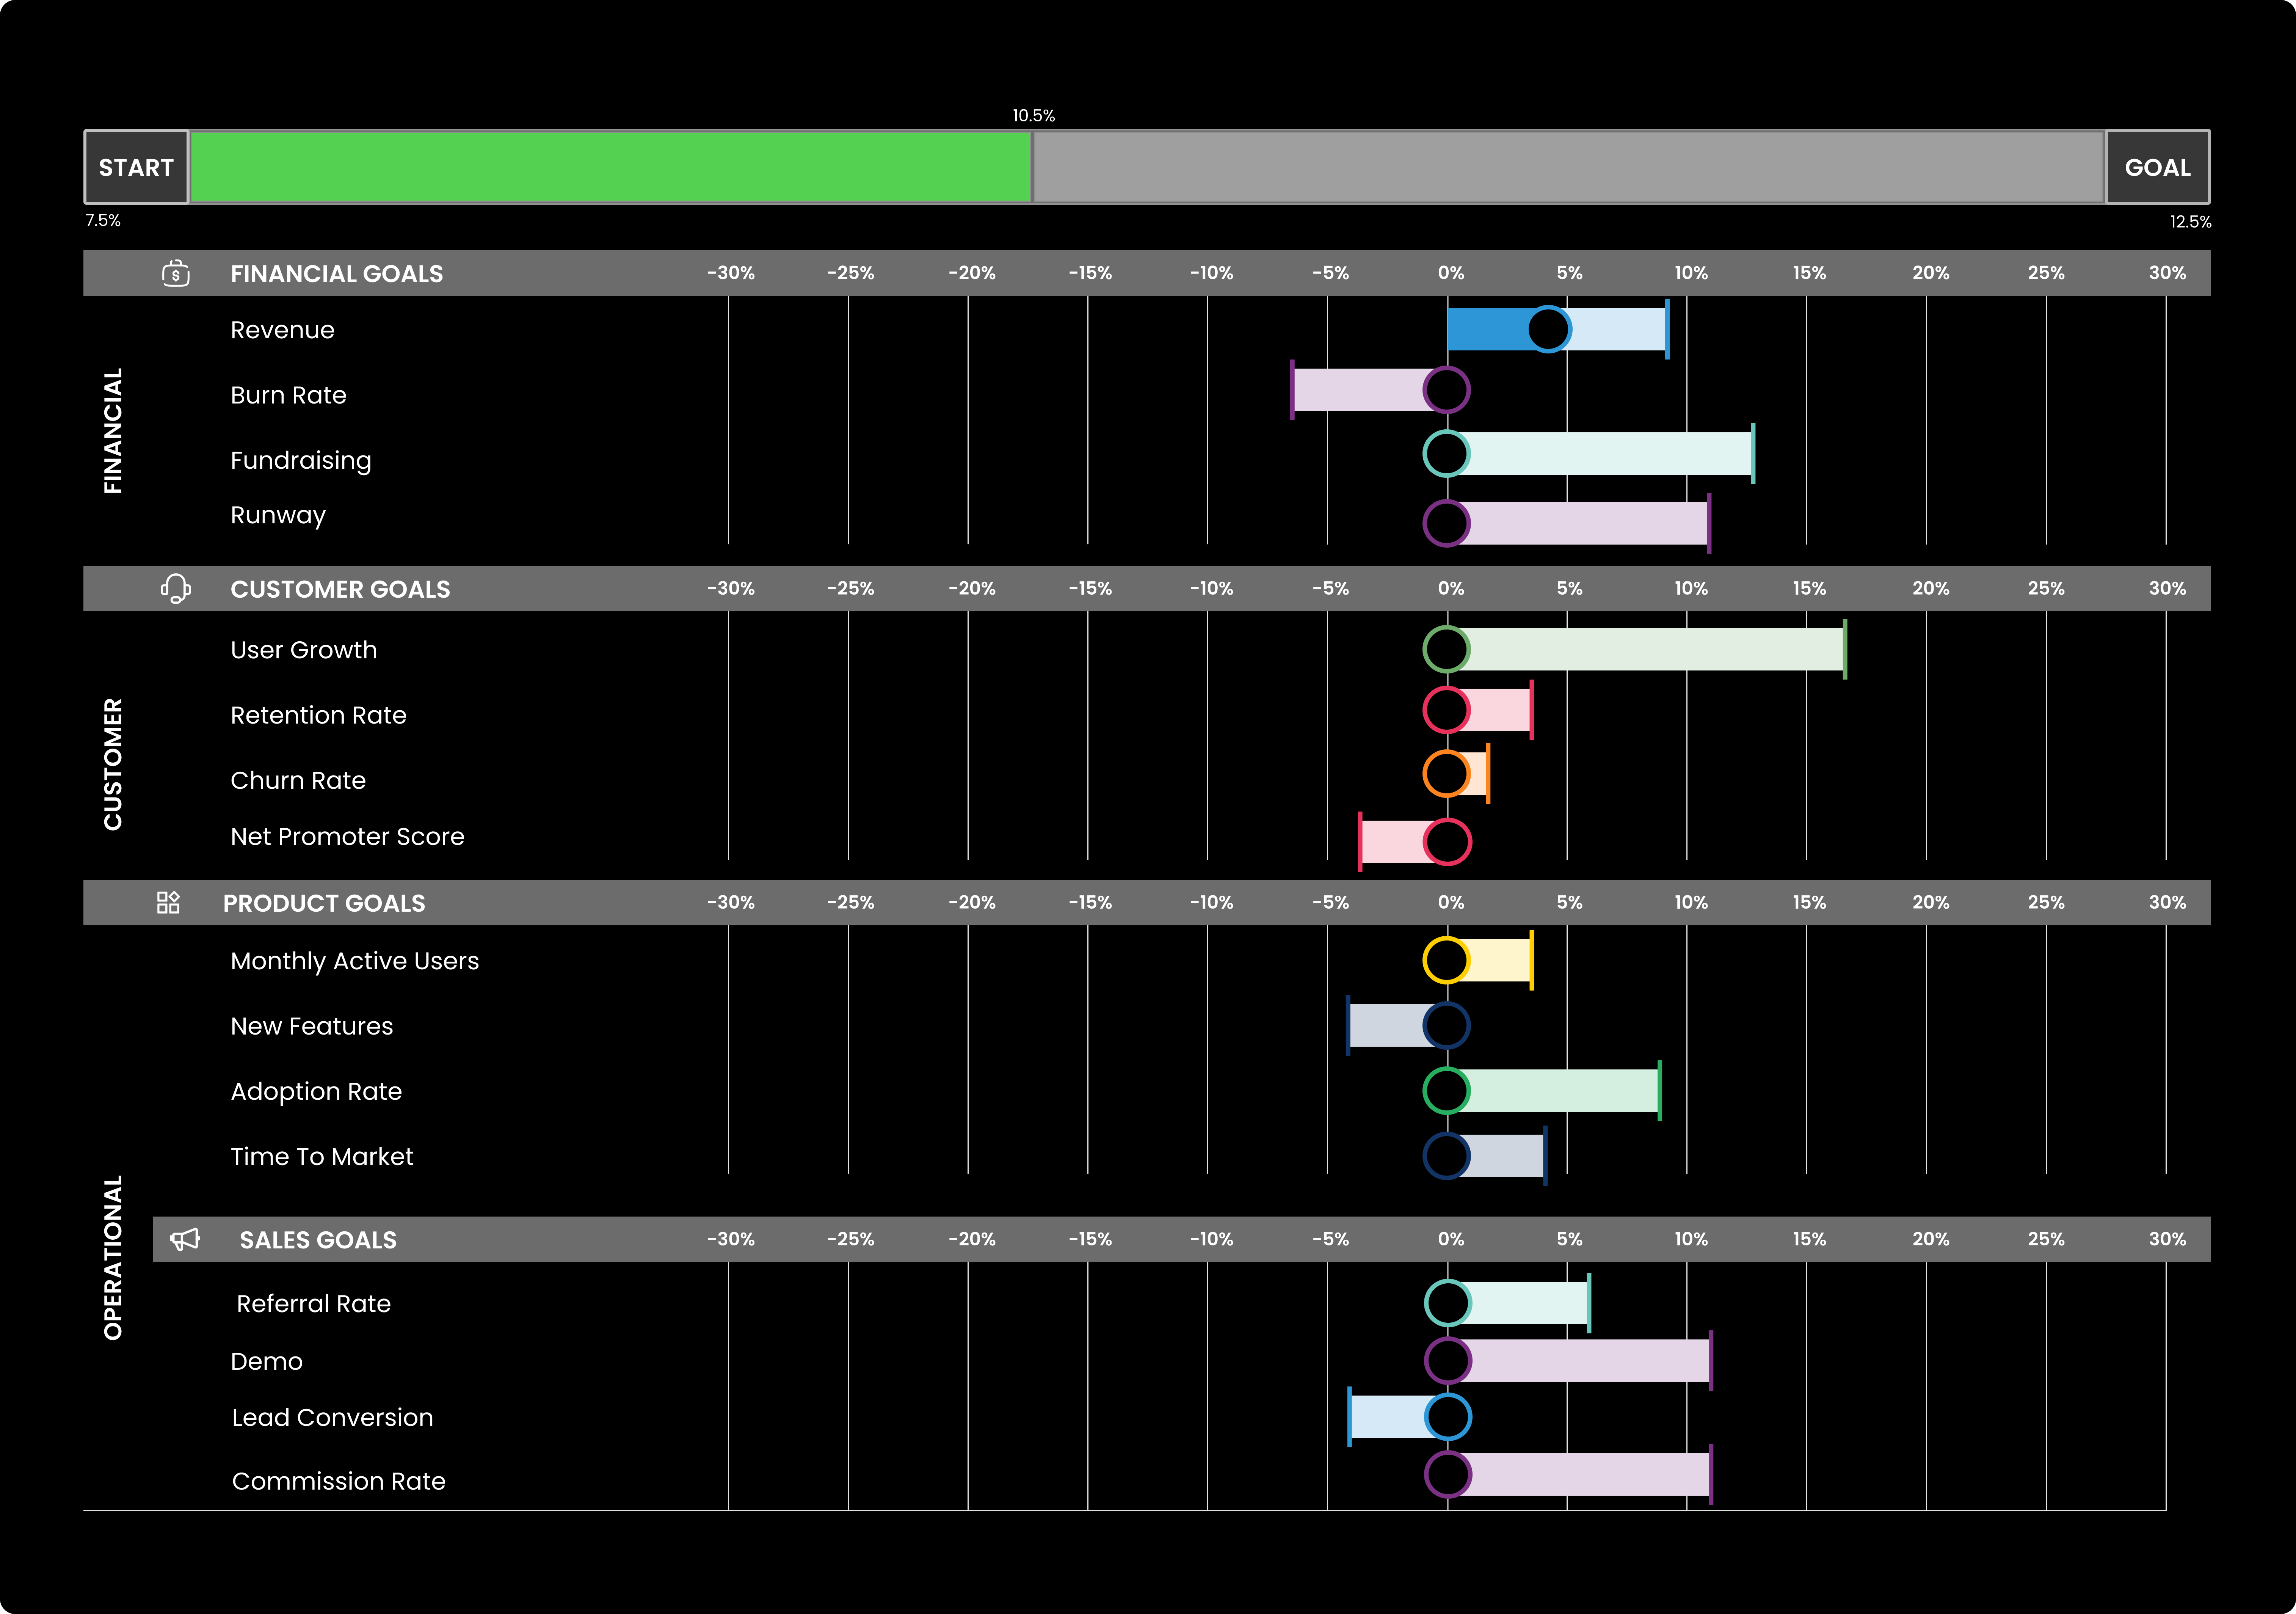 10.5%
START
GOAL
7.5%
12.5%
FINANCIAL GOALS -30% -25% -20% -15% -10% -5% 0% 5% 10% 15% 20% 25% 30%
FINANCIAL
Revenue
Burn Rate
Fundraising
Runway
CUSTOMER GOALS -30% -25% -20% -15% -10% -5% 0% 5% 10% 15% 20% 25% 30%
CUSTOMER
User Growth
Retention Rate
Churn Rate
Net Promoter Score
PRODUCT GOALS -30% -25% -20% -15% -10% -5% 0% 5% 10% 15% 20% 25% 30%
OPERATIONAL
Monthly Active Users
New Features
Adoption Rate
Time To Market
SALES GOALS -30% -25% -20% -15% -10% -5% 0% 5% 10% 15% 20% 25% 30%
Referral Rate
Demo
Lead Conversion
Commission Rate